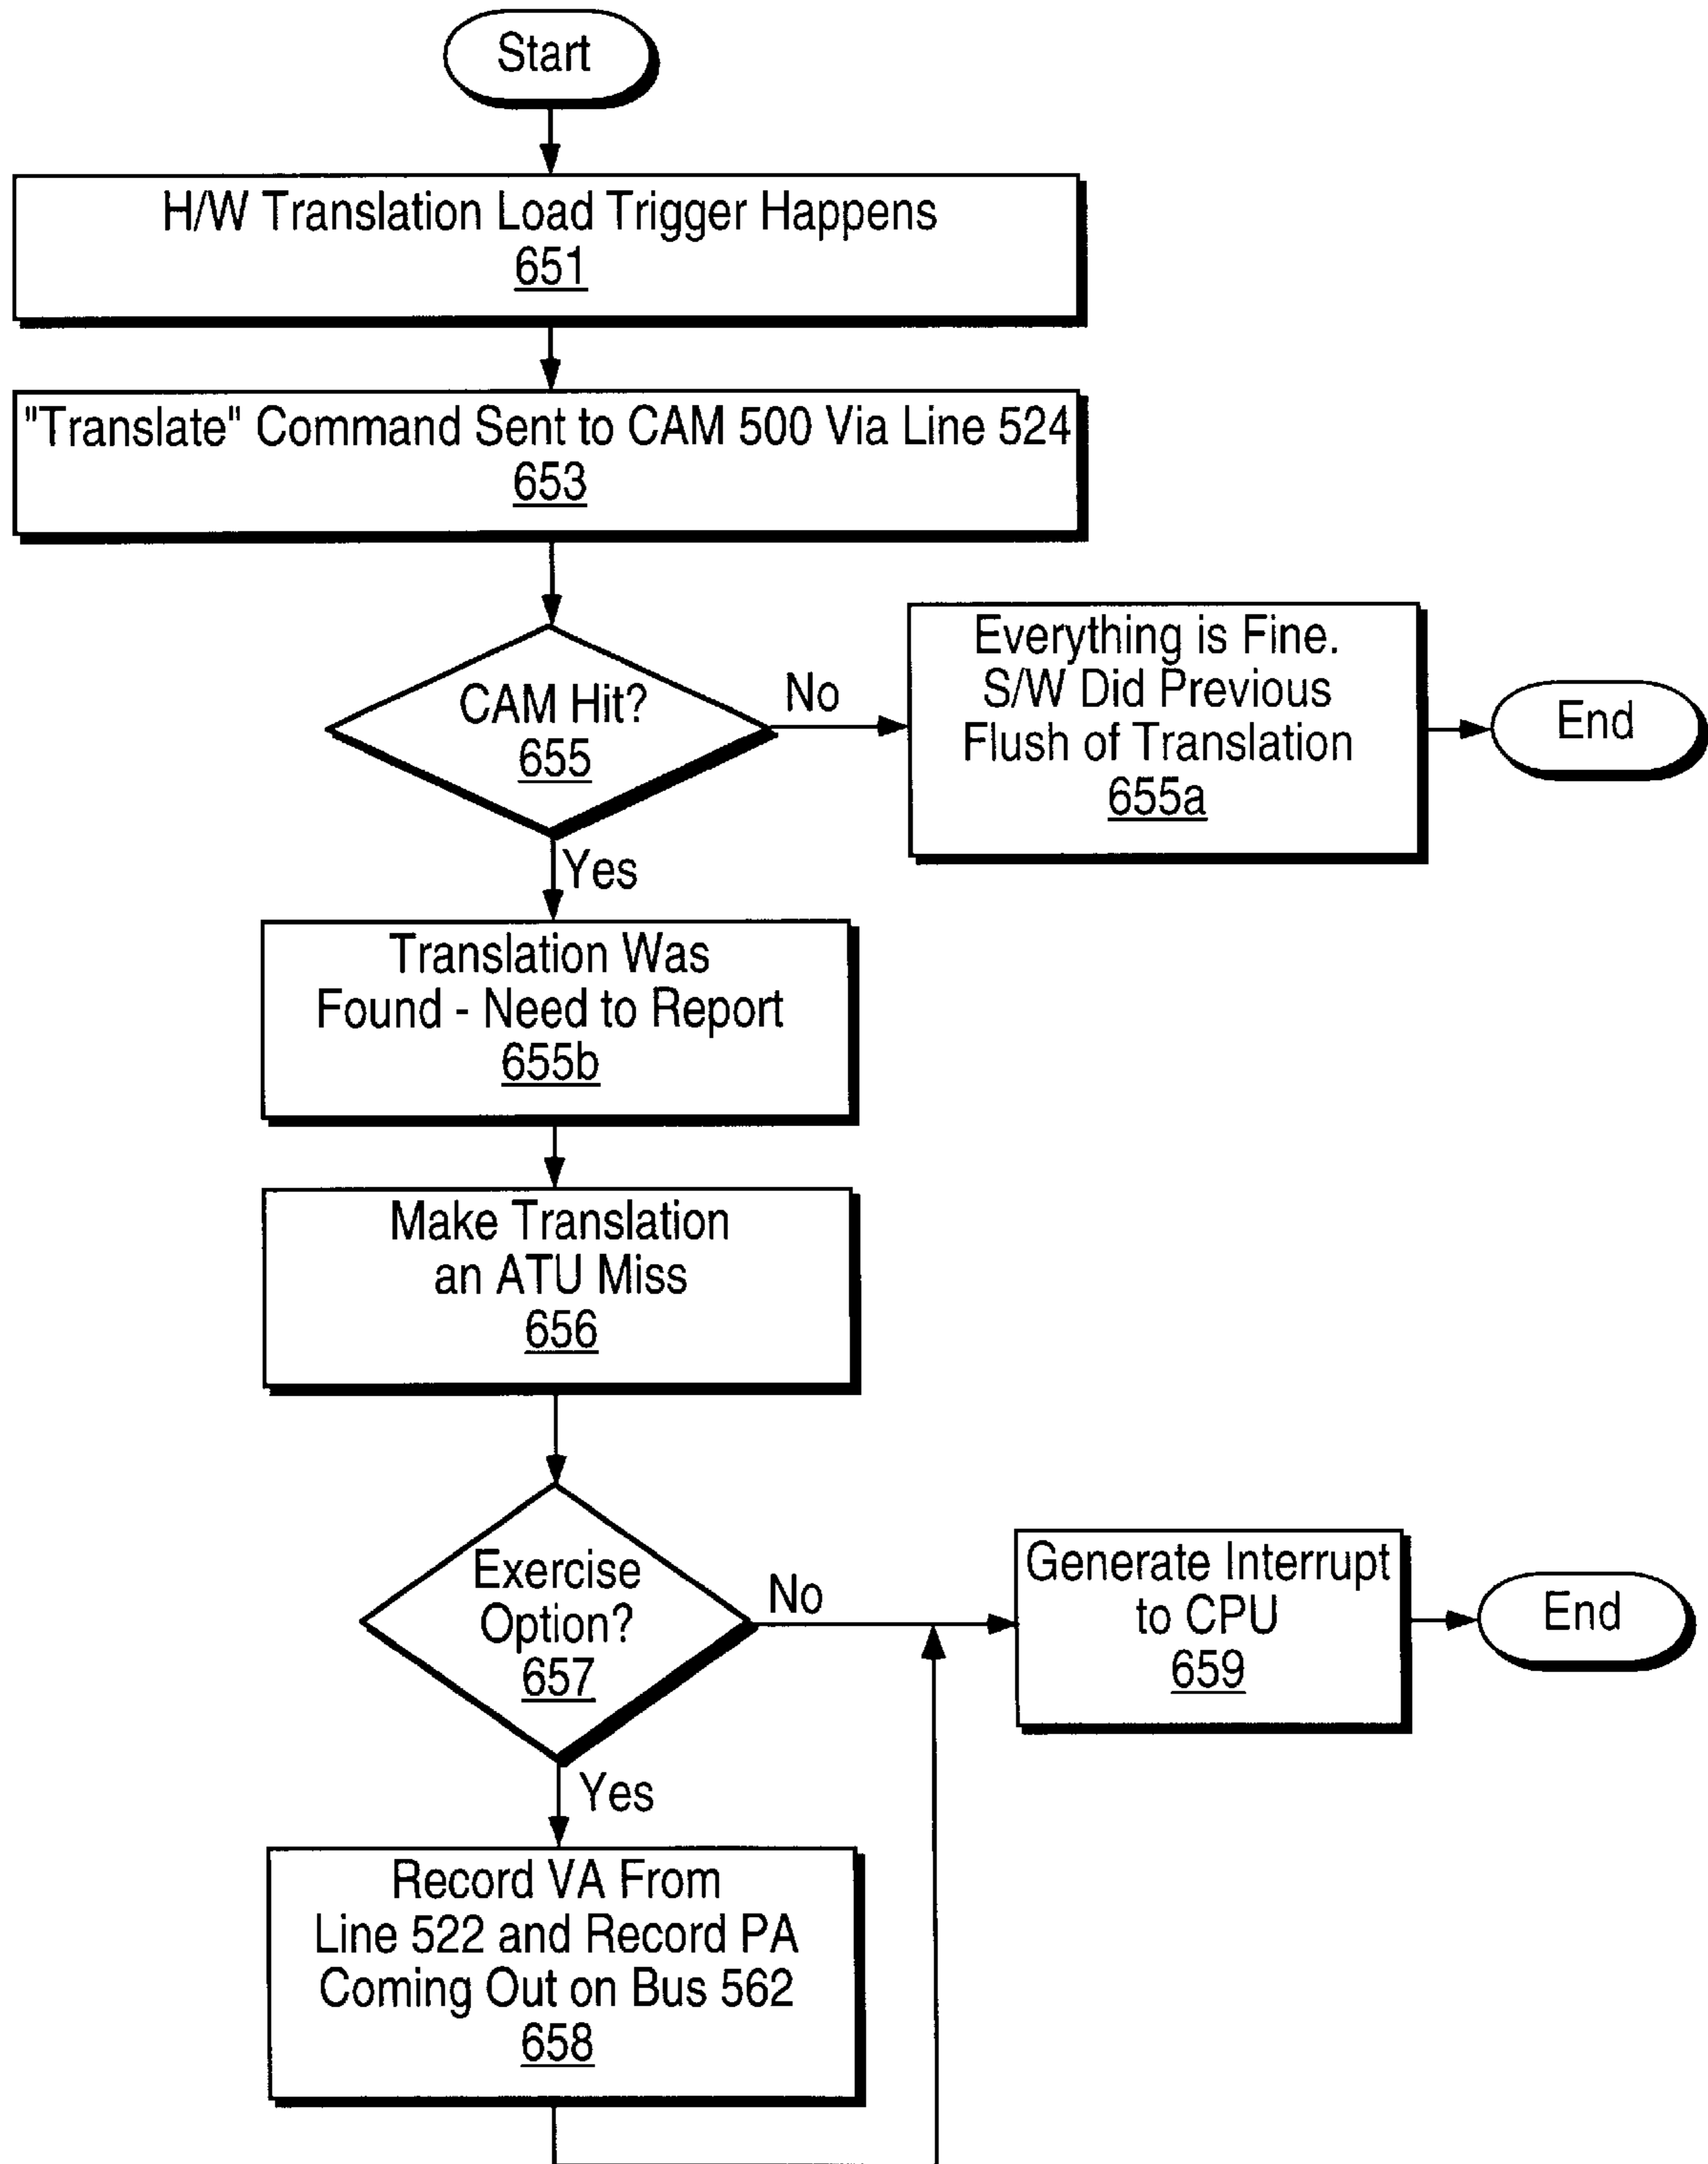 Start
H/W Translation Load Trigger Happens
651
"Translate" Command Sent to CAM 500 Via Line 524
653
CAM Hit?
655
No
Everything is Fine.
S/W Did Previous
Flush of Translation
655a
End
Yes
Translation Was
Found - Need to Report
655b
Make Translation
an ATU Miss
656
Exercise
Option?
657
No
Generate Interrupt
to CPU
659
End
Yes
Record VA From
Line 522 and Record PA
Coming Out on Bus 562
658